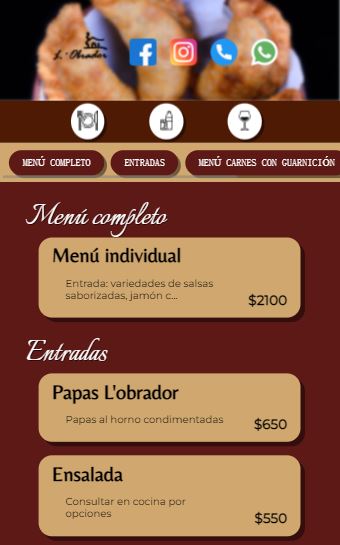 L'Obrador
MENÚ COMPLETO
ENTRADAS
MENÚ CARNES CON GUARNICIÓN
Menú completo
Menú individual
Entrada: variedades de salsas
saborizadas, jamón c...
$2100
Entradas
Papas L'obrador
Papas al horno condimentadas
$650
Ensalada
Consultar en cocina por
opciones
$550